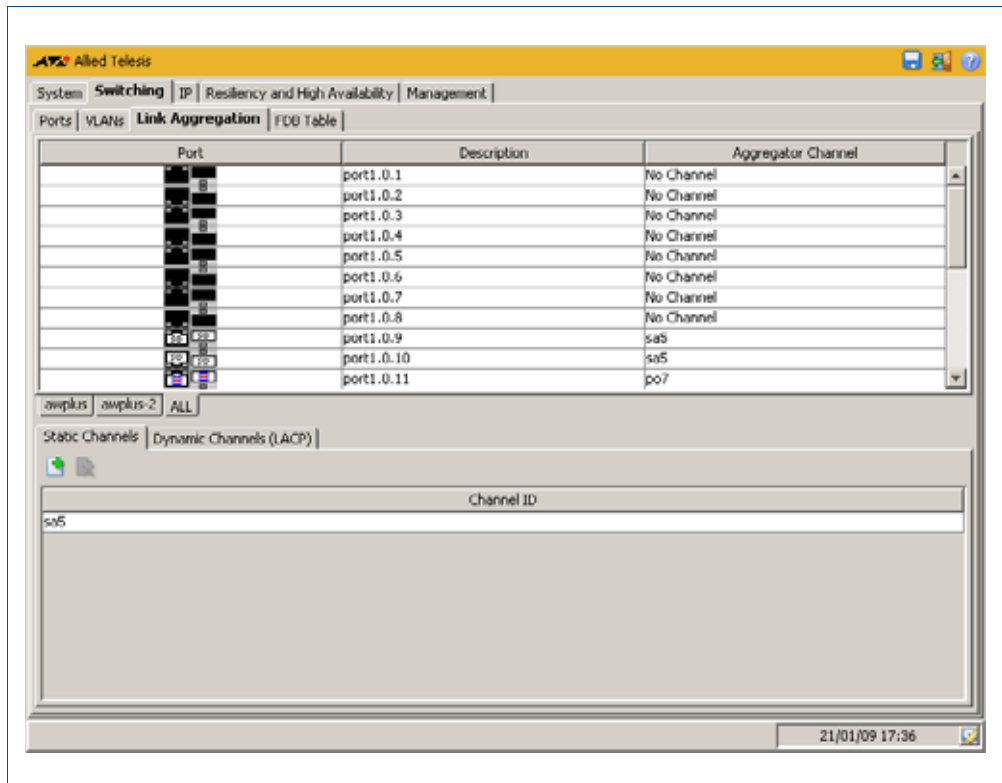 Allied Telesis
System Switching IP Resiliency and High Availability Management
Ports VLANs Link Aggregation FDB Table
Port Description Aggregator Channel
port1.0.1 No Channel
port1.0.2 No Channel
port1.0.3 No Channel
port1.0.4 No Channel
port1.0.5 No Channel
port1.0.6 No Channel
port1.0.7 No Channel
port1.0.8 No Channel
port1.0.9 sa5
port1.0.10 sa5
port1.0.11 po7
awplus awplus-2 ALL
Static Channels Dynamic Channels (LACP)
Channel ID
sa5
21/01/09 17:36